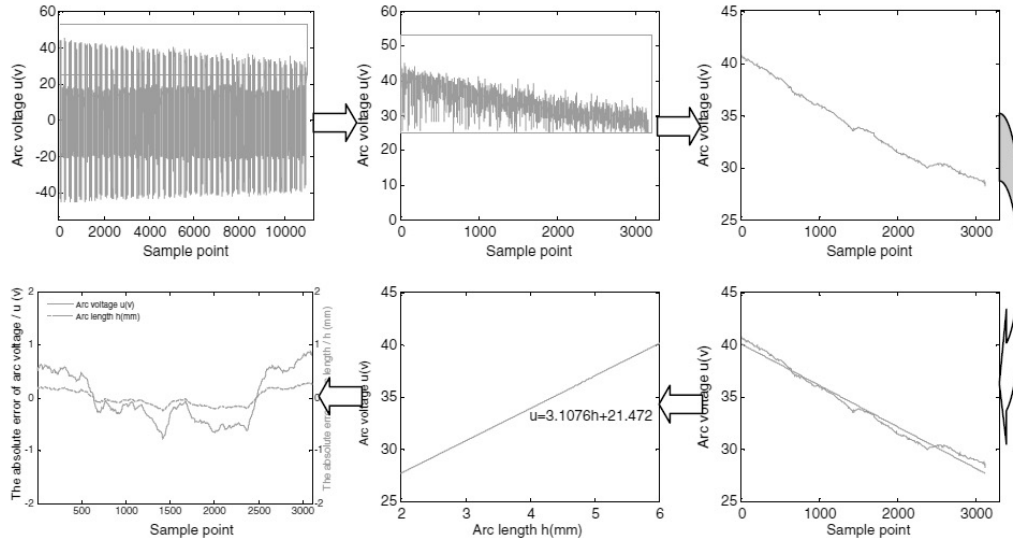 Arc voltage u(v)
60
40
20
0
-20
-40
0 2000 4000 6000 8000 10000
Sample point
Arc voltage u(v)
60
50
40
30
20
10
0
0 1000 2000 3000
Sample point
Arc voltage u(v)
45
40
35
30
25
0 1000 2000 3000
Sample point
The absolute error of arc voltage / u (v)
2
1
0
-1
-2
Arc voltage u(v)
Arc length h(mm)
500 1000 1500 2000 2500 3000
Sample point
2
1
0
-1
-2
The absolute error
length / h (mm)
Arc voltage u(v)
45
40
35
30
25
u=3.1076h+21.472
2 3 4 5 6
Arc length h(mm)
Arc voltage u(v)
45
40
35
30
25
0 1000 2000 3000
Sample point